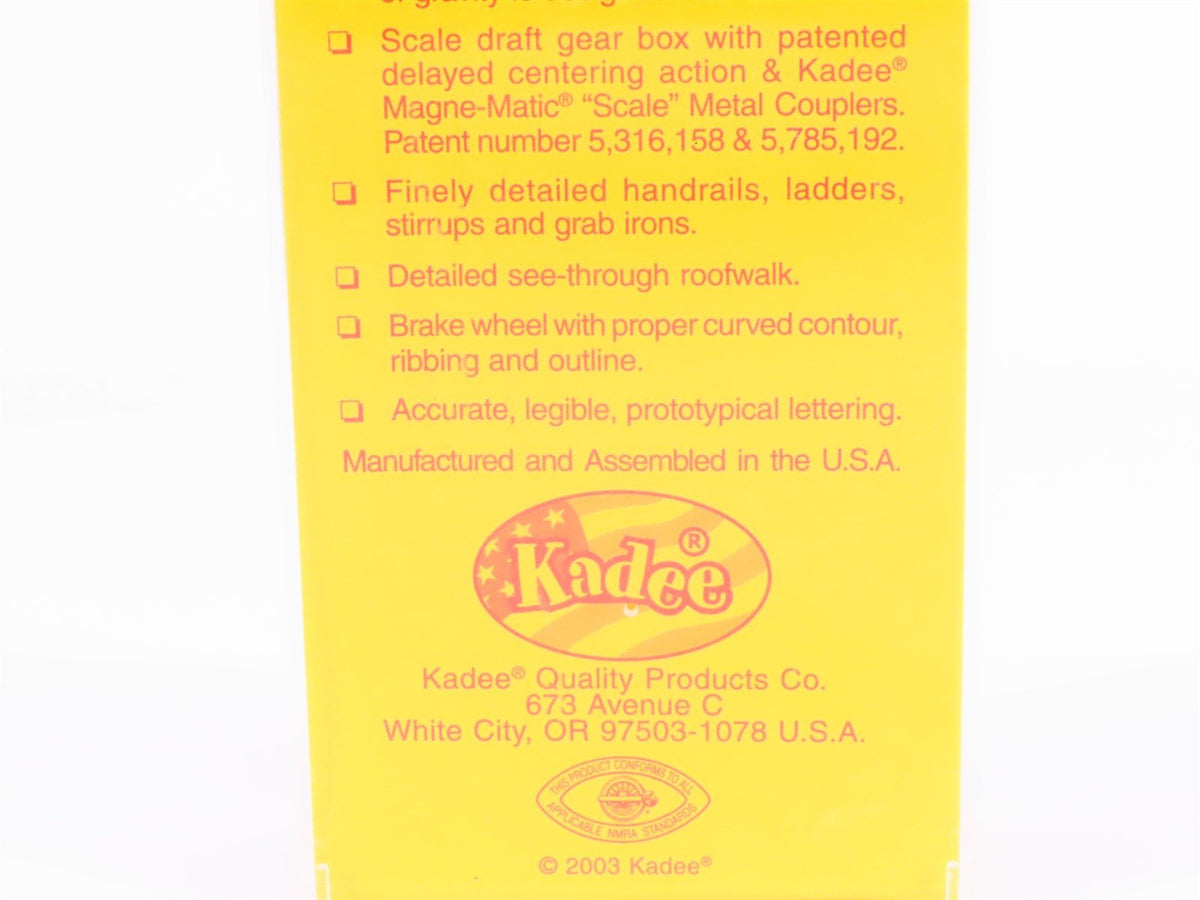 of gravity is
❏ Scale draft gear box with patented
delayed centering action & Kadee®
Magne-Matic® “Scale” Metal Couplers.
Patent number 5,316,158 & 5,785,192.
❏ Finely detailed handrails, ladders,
stirrups and grab irons.
❏ Detailed see-through roofwalk.
❏ Brake wheel with proper curved contour,
ribbing and outline.
❏ Accurate, legible, prototypical lettering.
Manufactured and Assembled in the U.S.A.
Kadee®
Kadee® Quality Products Co.
673 Avenue C
White City, OR 97503-1078 U.S.A.
THIS PRODUCT CONFORMS TO ALL
APPLICABLE NMRA STANDARDS
© 2003 Kadee®